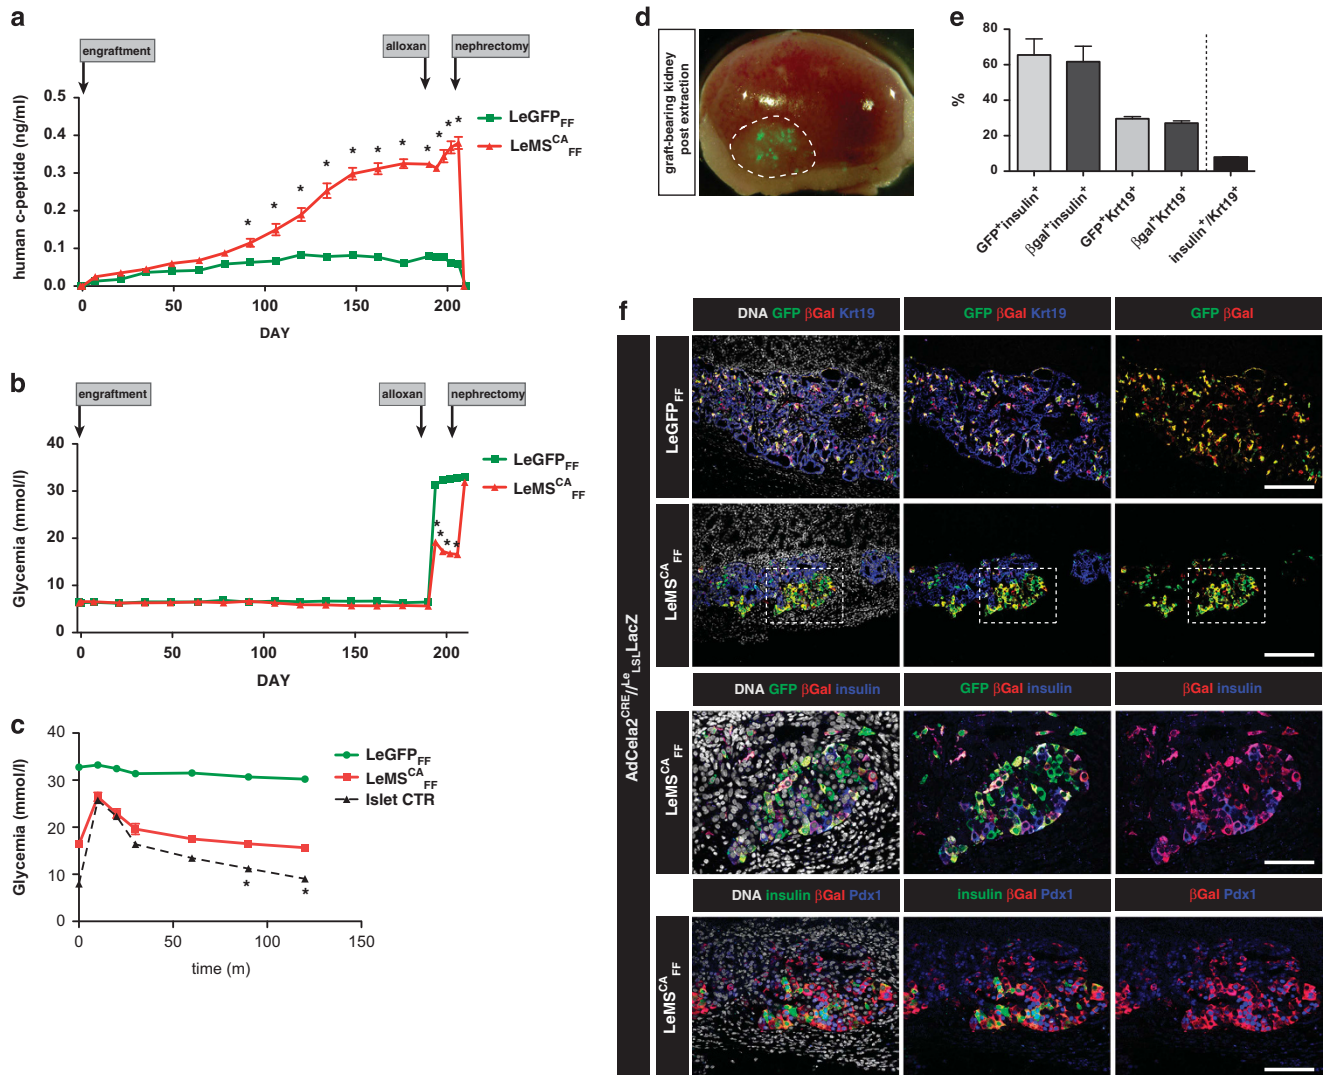 a
engraftment
alloxan
nephrectomy
human c-peptide (ng/ml)
0.5
0.4
0.3
0.2
0.1
0.0
0
50
100
150
200
DAY
LeGFPFF
LeMSCAFF
* * * * * * * * * * *
b
engraftment
alloxan
nephrectomy
Glycemia (mmol/l)
40
30
20
10
0
0
50
100
150
200
DAY
LeGFPFF
LeMSCAFF
* * * *
c
Glycemia (mmol/l)
40
30
20
10
0
0
50
100
150
time (m)
LeGFPFF
LeMSCAFF
Islet CTR
* *
d
graft-bearing kidney
post extraction
e
%
80
60
40
20
0
GFP+insulin+
βgal+insulin+
GFP+Krt19+
βgal+Krt19+
insulin+/Krt19+
f
DNA GFP βGal Krt19
GFP βGal Krt19
GFP βGal
AdCela2CRE//LeLSLLacZ
LeGFPFF
LeMSCAFF
DNA GFP βGal insulin
GFP βGal insulin
βGal insulin
LeMSCAFF
DNA insulin βGal Pdx1
insulin βGal Pdx1
βGal Pdx1
LeMSCAFF